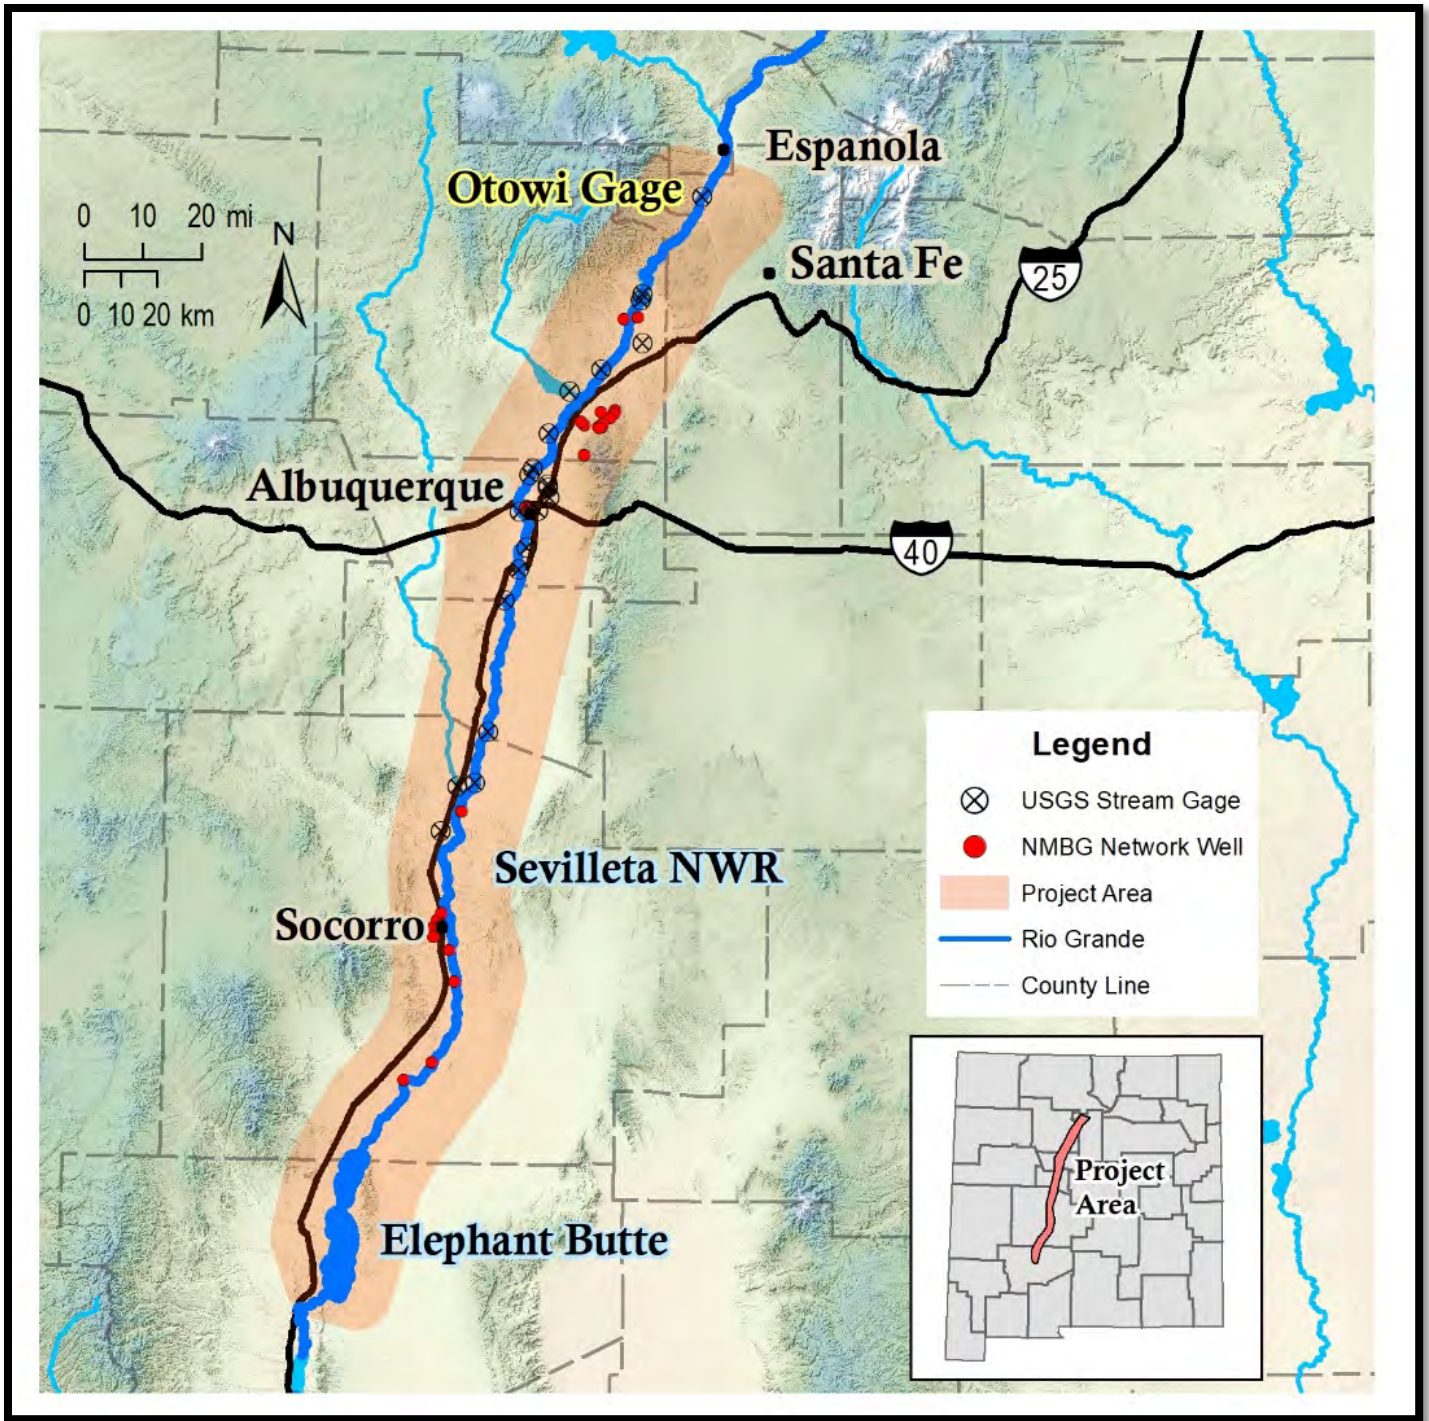 Espanola
Otowi Gage
0 10 20 mi
N
0 10 20 km
Santa Fe
25
Albuquerque
40
Legend
USGS Stream Gage
NMBG Network Well
Project Area
Rio Grande
County Line
Sevilleta NWR
Socorro
Project
Area
Elephant Butte